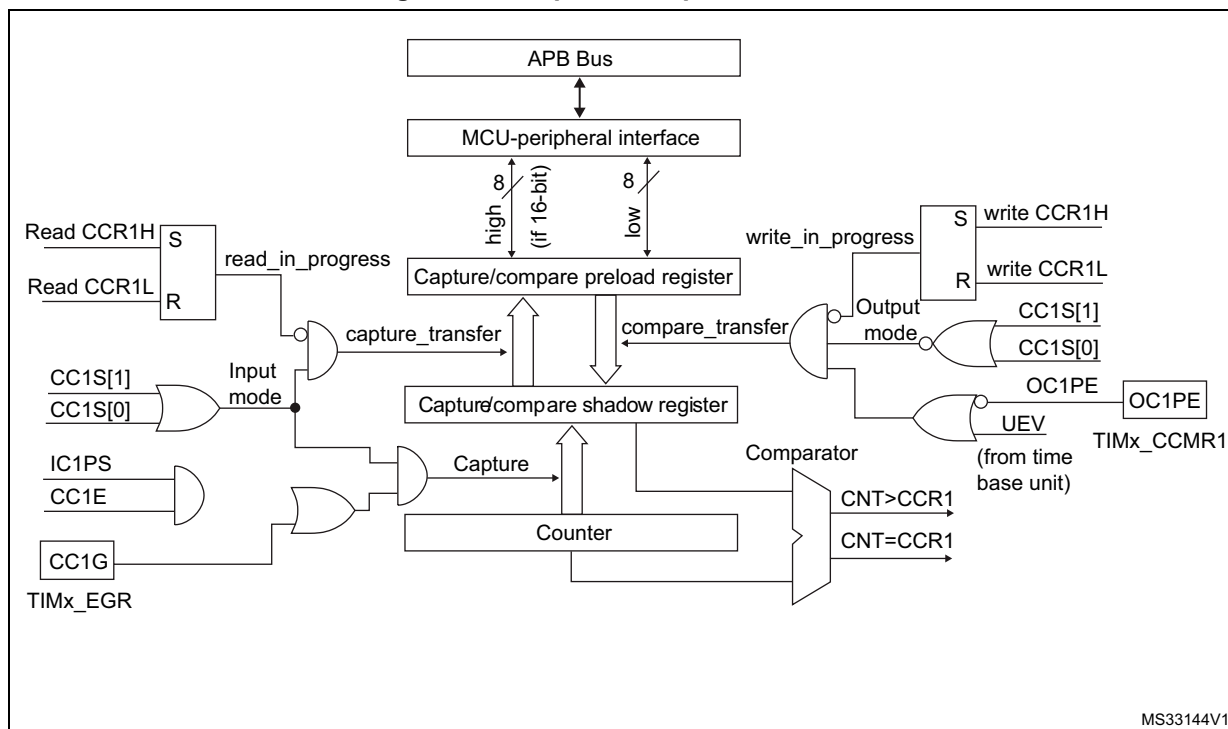 APB Bus
MCU-peripheral interface
8
high
(if 16-bit)
8
low
Read CCR1H
S
read_in_progress
Read CCR1L
R
write_in_progress
S
write CCR1H
R
write CCR1L
Capture/compare preload register
capture_transfer
compare_transfer
Output
mode
CC1S[1]
CC1S[0]
CC1S[1]
CC1S[0]
Input
mode
Capture/compare shadow register
OC1PE
OC1PE
UEV
TIMx_CCMR1
(from time
base unit)
IC1PS
CC1E
Capture
Comparator
CNT>CCR1
Counter
CNT=CCR1
CC1G
TIMx_EGR
MS33144V1